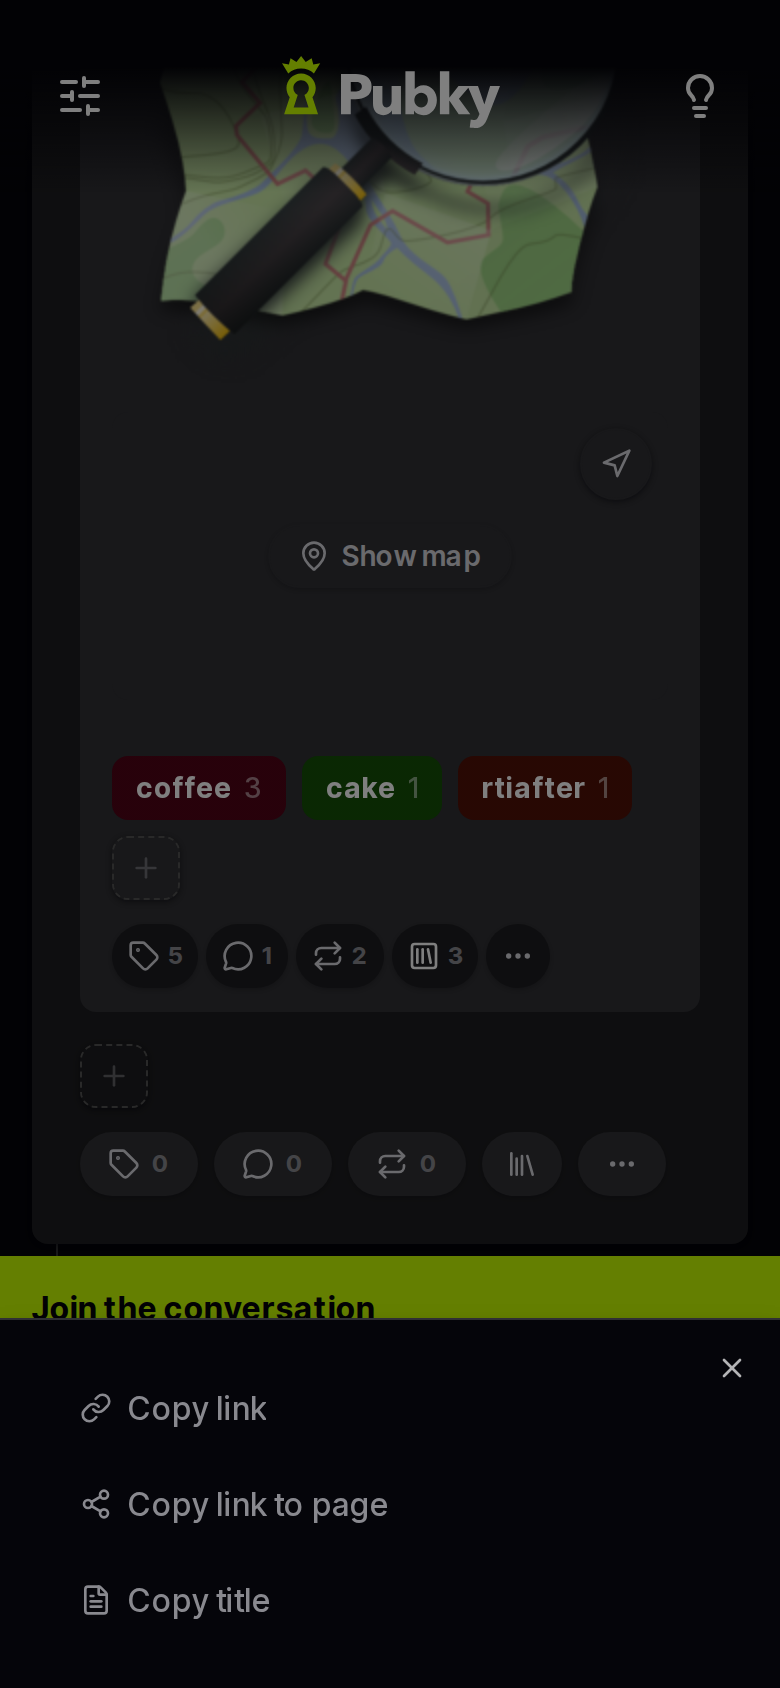 Pubky
Show map
coffee 3 cake 1 rtiafter 1
5 1 2 3
0 0 0
Join the conversation
Copy link
Copy link to page
Copy title